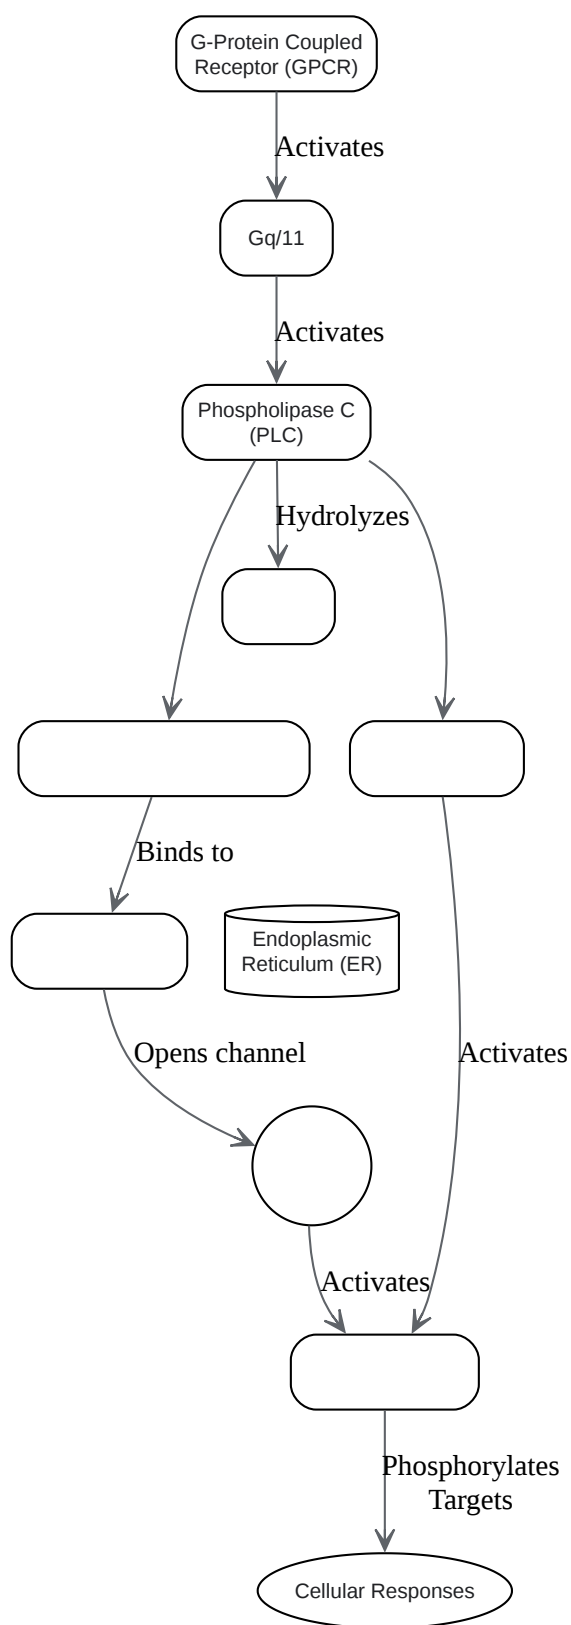 G-Protein Coupled
Receptor (GPCR)
Activates
Gq/11
Activates
Phospholipase C
(PLC)
Hydrolyzes
Binds to
Endoplasmic
Reticulum (ER)
Opens channel
Activates
Activates
Phosphorylates
Targets
Cellular Responses